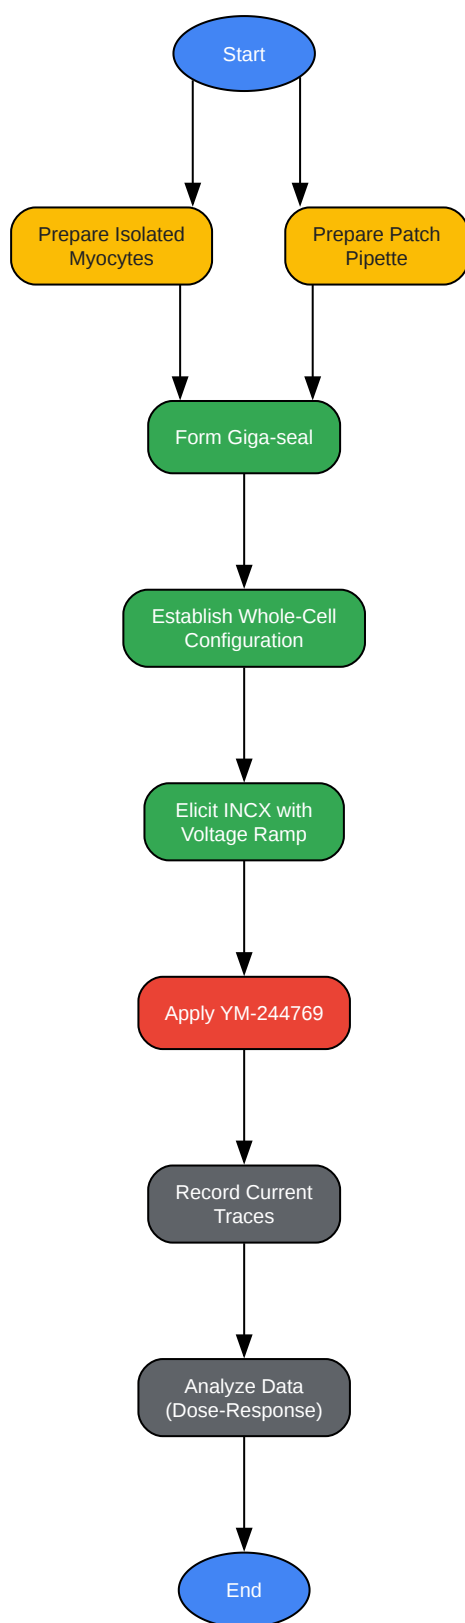 Start
Prepare Isolated
Myocytes
Prepare Patch
Pipette
Form Giga-seal
Establish Whole-Cell
Configuration
Elicit INCX with
Voltage Ramp
Apply YM-244769
Record Current
Traces
Analyze Data
(Dose-Response)
End